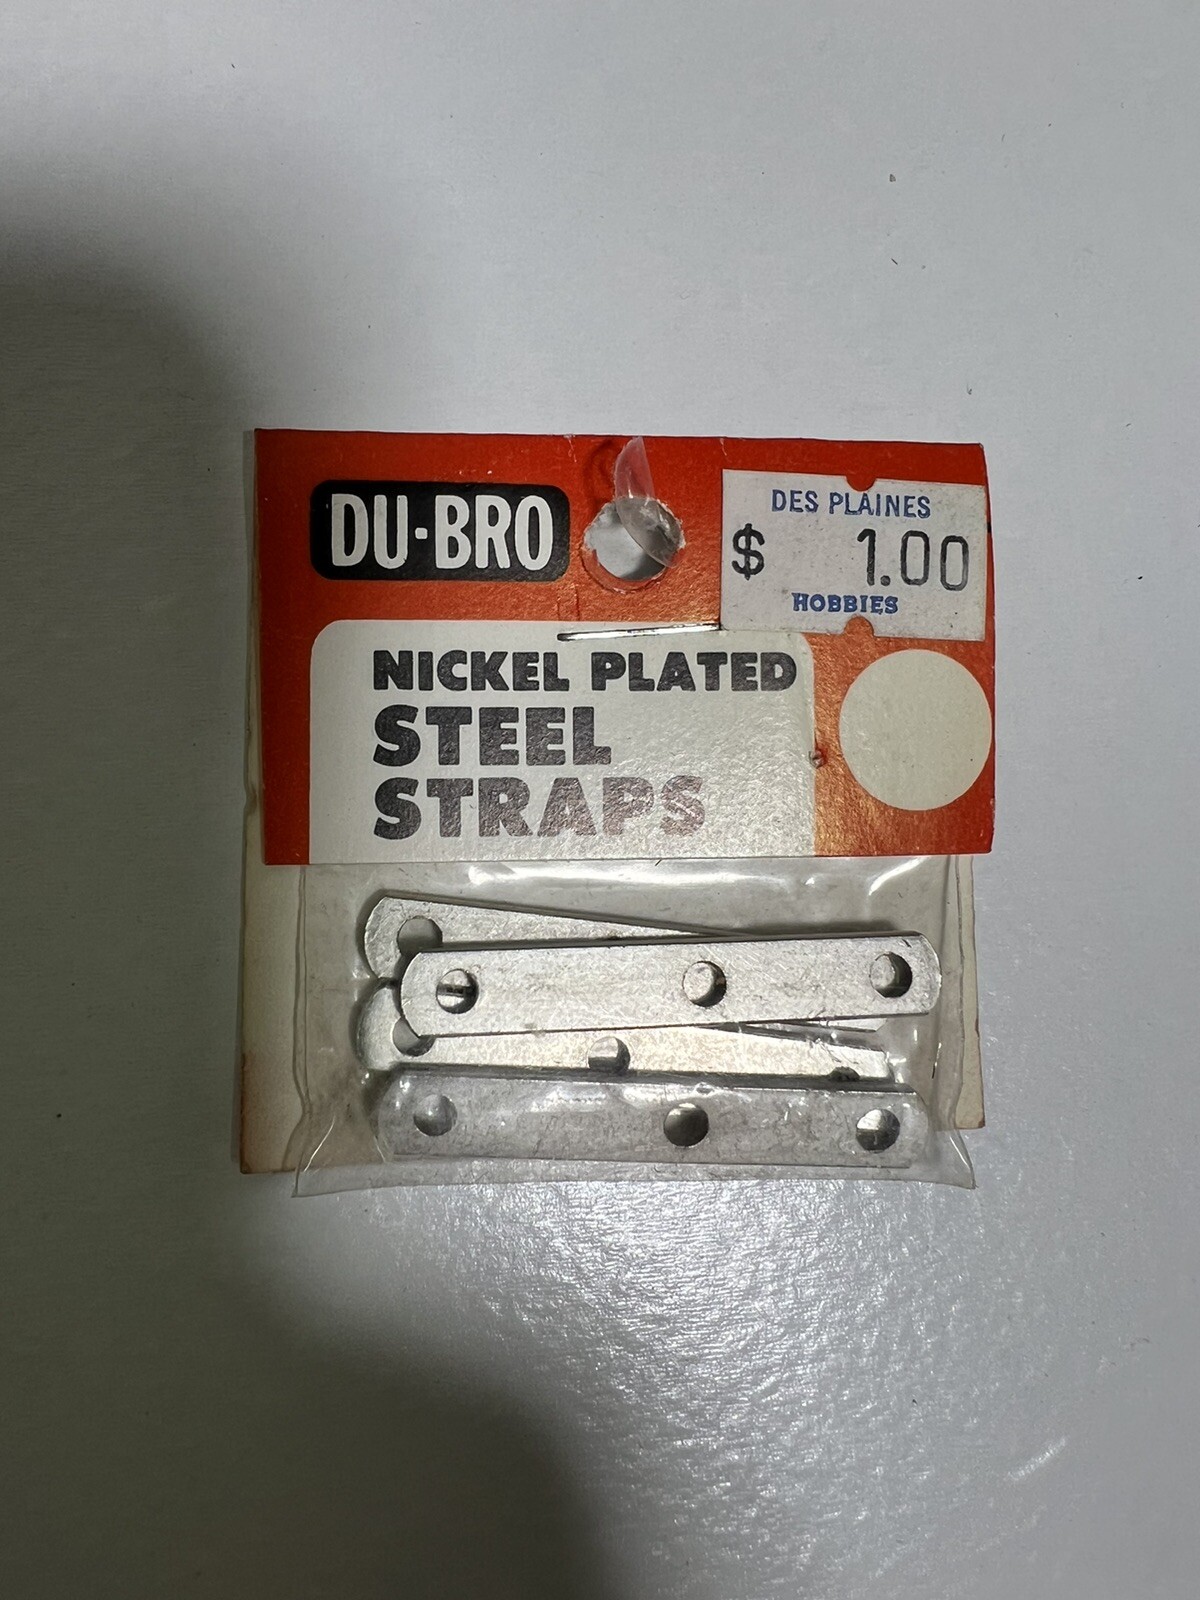 DU-BRO
DES PLAINES
$ 1.00
HOBBIES
NICKEL PLATED
STEEL
STRAPS